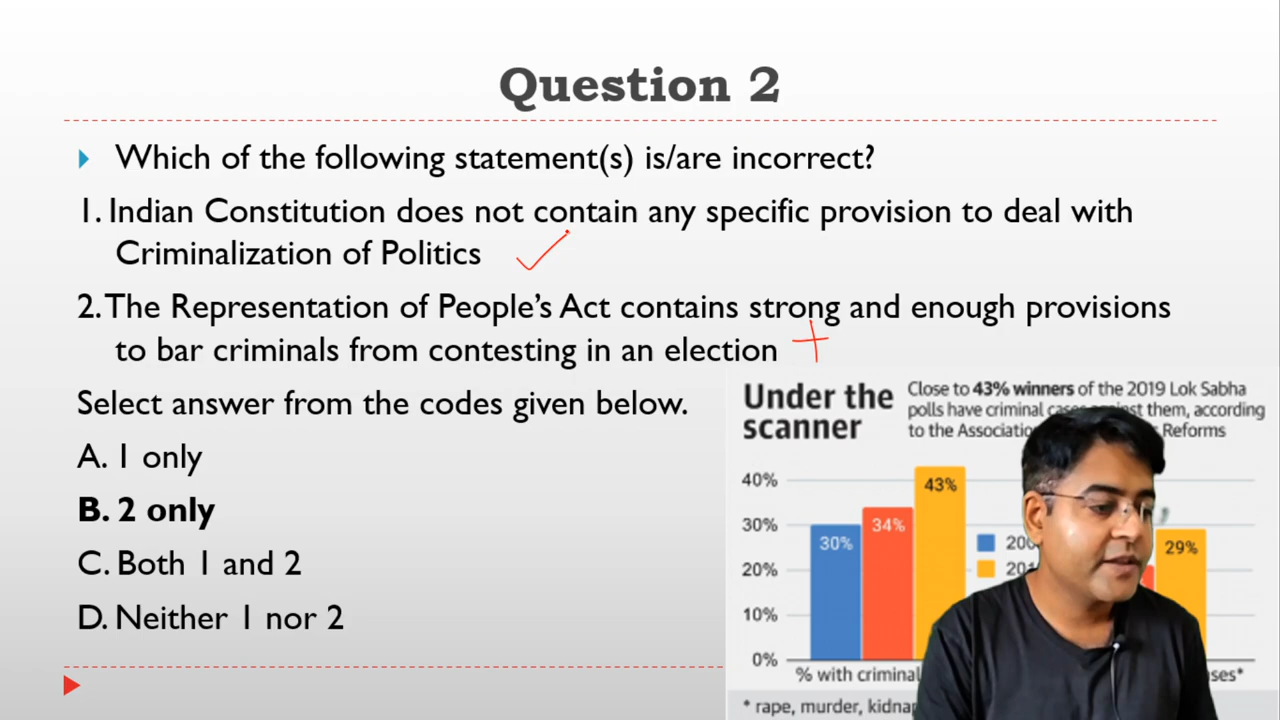 Question 2
Which of the following statement(s) is/are incorrect?
1. Indian Constitution does not contain any specific provision to deal with
Criminalization of Politics
2. The Representation of People's Act contains strong and enough provisions
to bar criminals from contesting in an election
Select answer from the codes given below.
A. 1 only
B. 2 only
C. Both 1 and 2
D. Neither 1 nor 2
Under the
scanner
Close to 43% winners of the 2019 Lok Sabha
polls have criminal cases against them, according
to the Reforms
40%
30%
20%
10%
0%
30%
34%
43%
29%
% with criminal
* rape, murder,